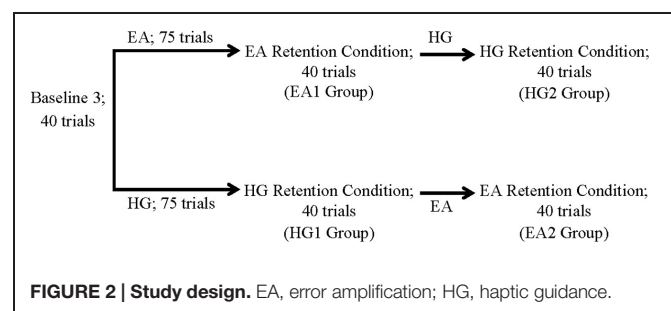 EA; 75 trials
EA Retention Condition;
40 trials
(EA1 Group)
HG
HG Retention Condition;
40 trials
(HG2 Group)
Baseline 3;
40 trials
HG; 75 trials
HG Retention Condition;
40 trials
(HG1 Group)
EA
EA Retention Condition;
40 trials
(EA2 Group)
FIGURE 2 | Study design. EA, error amplification; HG, haptic guidance.